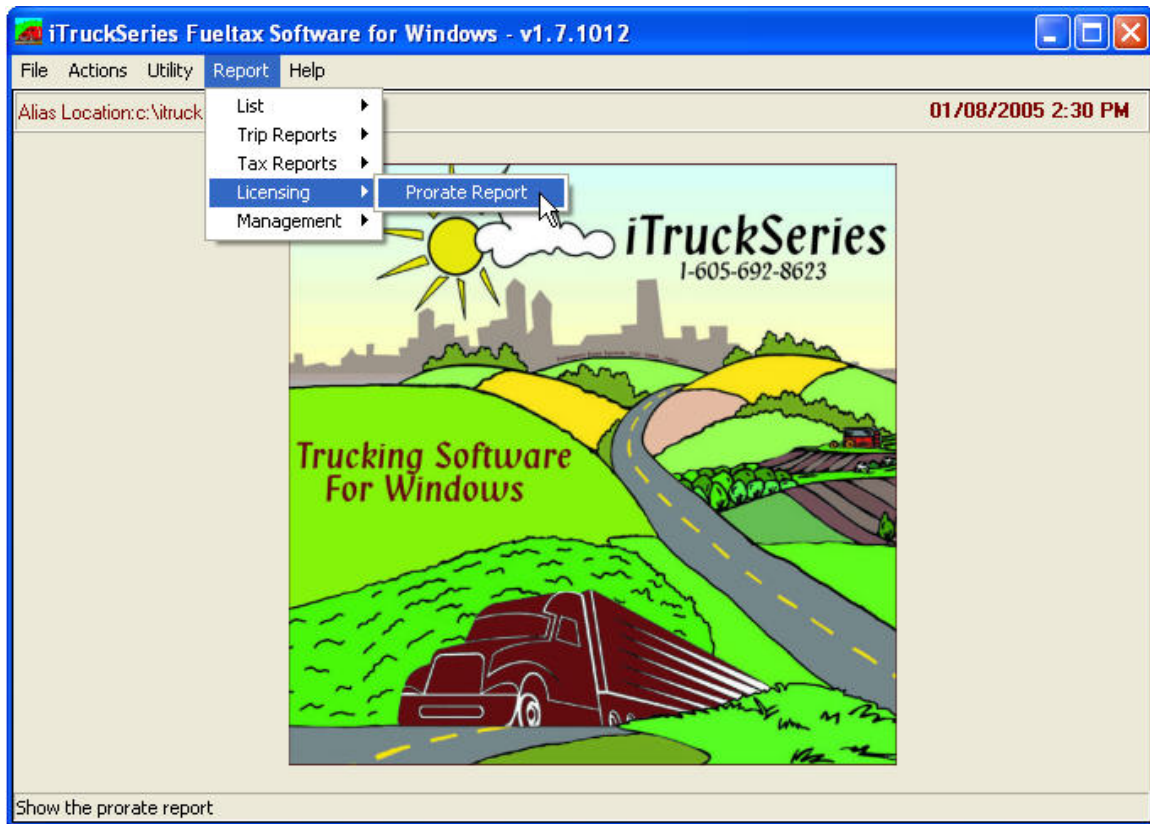 iTruckSeries Fueltax Software for Windows - v1.7.1012
File Actions Utility Report Help
Alias Location:c:\itruck
01/08/2005 2:30 PM
List
Trip Reports
Tax Reports
Licensing
Prorate Report
Management
iTruckSeries
1-605-692-8623
Trucking Software
For Windows
Show the prorate report